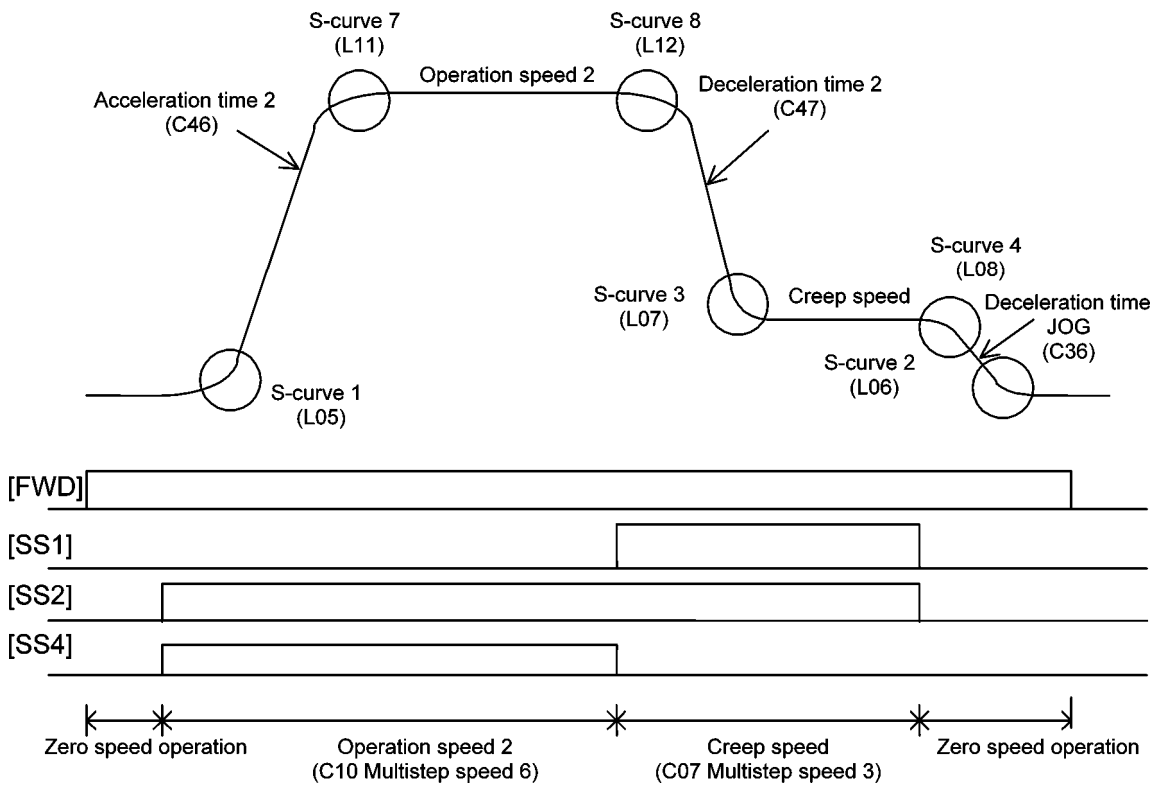 S-curve 7
(L11)
S-curve 8
(L12)
Operation speed 2
Acceleration time 2
(C46)
Deceleration time 2
(C47)
S-curve 4
(L08)
S-curve 3
(L07)
Creep speed
Deceleration time
JOG
(C36)
S-curve 2
(L06)
S-curve 1
(L05)
[FWD]
[SS1]
[SS2]
[SS4]
Zero speed operation
Operation speed 2
(C10 Multistep speed 6)
Creep speed
(C07 Multistep speed 3)
Zero speed operation